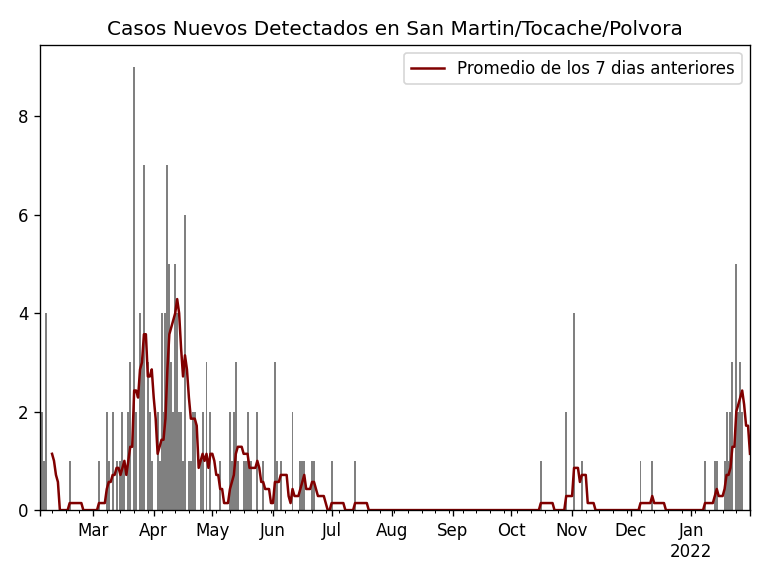 Casos Nuevos Detectados en San Martin/Tocache/Polvora
Promedio de los 7 dias anteriores
8
6
4
2
0
Mar Apr May Jun Jul Aug Sep Oct Nov Dec Jan
2022